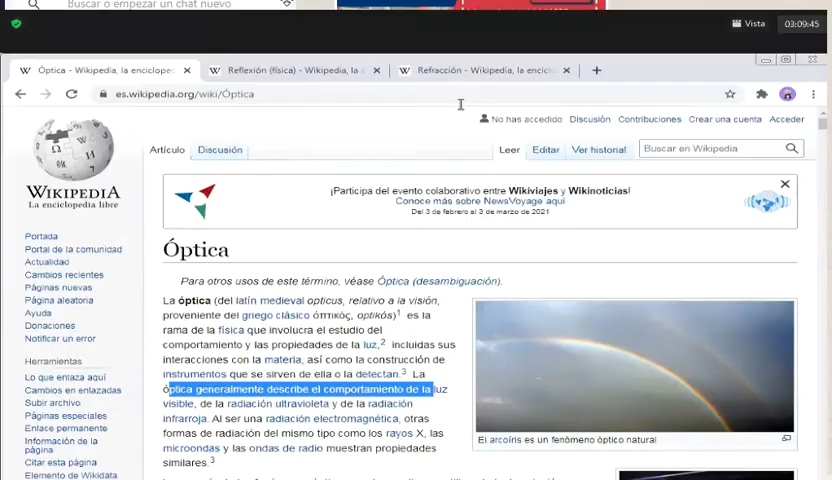 Buscar o empezar un chat nuevo
Vista
03:09:45
Óptica - Wikipedia, la encicloped
Reflexión (física) - Wikipedia, la e
Refracción - Wikipedia, la encicl
es.wikipedia.org/wiki/Óptica
No has accedido Discusión Contribuciones Crear una cuenta Acceder
Artículo Discusión Leer Editar Ver historial Buscar en Wikipedia
WIKIPEDIA
La enciclopedia libre
¡Participa del evento colaborativo entre Wikiviajes y Wikinoticias!
Conoce más sobre NewsVoyage aquí
Del 3 de febrero al 3 de marzo de 2021
Portada
Portal de la comunidad
Actualidad
Cambios recientes
Páginas nuevas
Página aleatoria
Ayuda
Donaciones
Notificar un error
Herramientas
Lo que enlaza aquí
Cambios en enlazadas
Subir archivo
Páginas especiales
Enlace permanente
Información de la
página
Citar esta página
Elemento de Wikidata
Óptica
Para otros usos de este término, véase Óptica (desambiguación).
La óptica (del latín medieval opticus, relativo a la visión,
proveniente del griego clásico ὀπτικός, optikós)1 es la
rama de la física que involucra el estudio del
comportamiento y las propiedades de la luz,2 incluidas sus
interacciones con la materia, así como la construcción de
instrumentos que se sirven de ella o la detectan.3 La
óptica generalmente describe el comportamiento de la luz
visible, de la radiación ultravioleta y de la radiación
infrarroja. Al ser una radiación electromagnética, otras
formas de radiación del mismo tipo como los rayos X, las
microondas y las ondas de radio muestran propiedades
similares.3
El arcoíris es un fenómeno óptico natural